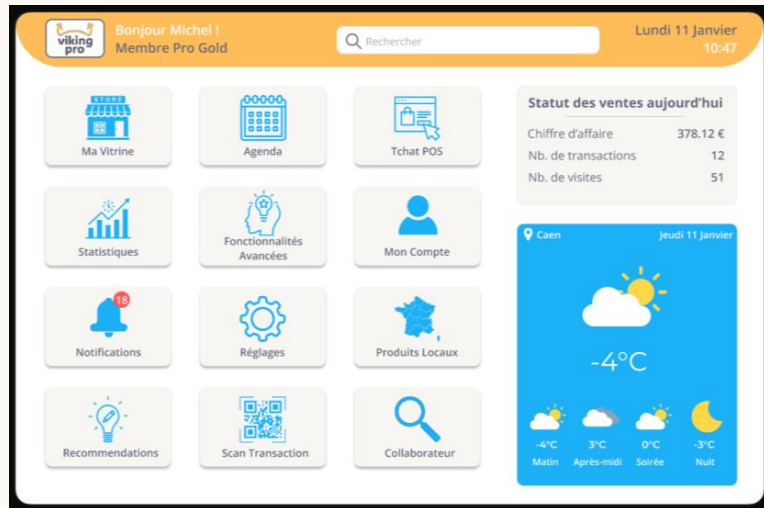 viking
pro
Bonjour Michel !
Membre Pro Gold
Rechercher
Lundi 11 Janvier
10:47
STORE
Ma Vitrine
Agenda
Tchat POS
Statistiques
Fonctionnalités
Avancées
Mon Compte
18
Notifications
Réglages
Produits Locaux
Recommendations
Scan Transaction
Collaborateur
Statut des ventes aujourd'hui
Chiffre d'affaire 378.12 €
Nb. de transactions 12
Nb. de visites 51
Caen Jeudi 11 Janvier
-4°C
-4°C 3°C 0°C -3°C
Matin Après-midi Soirée Nuit